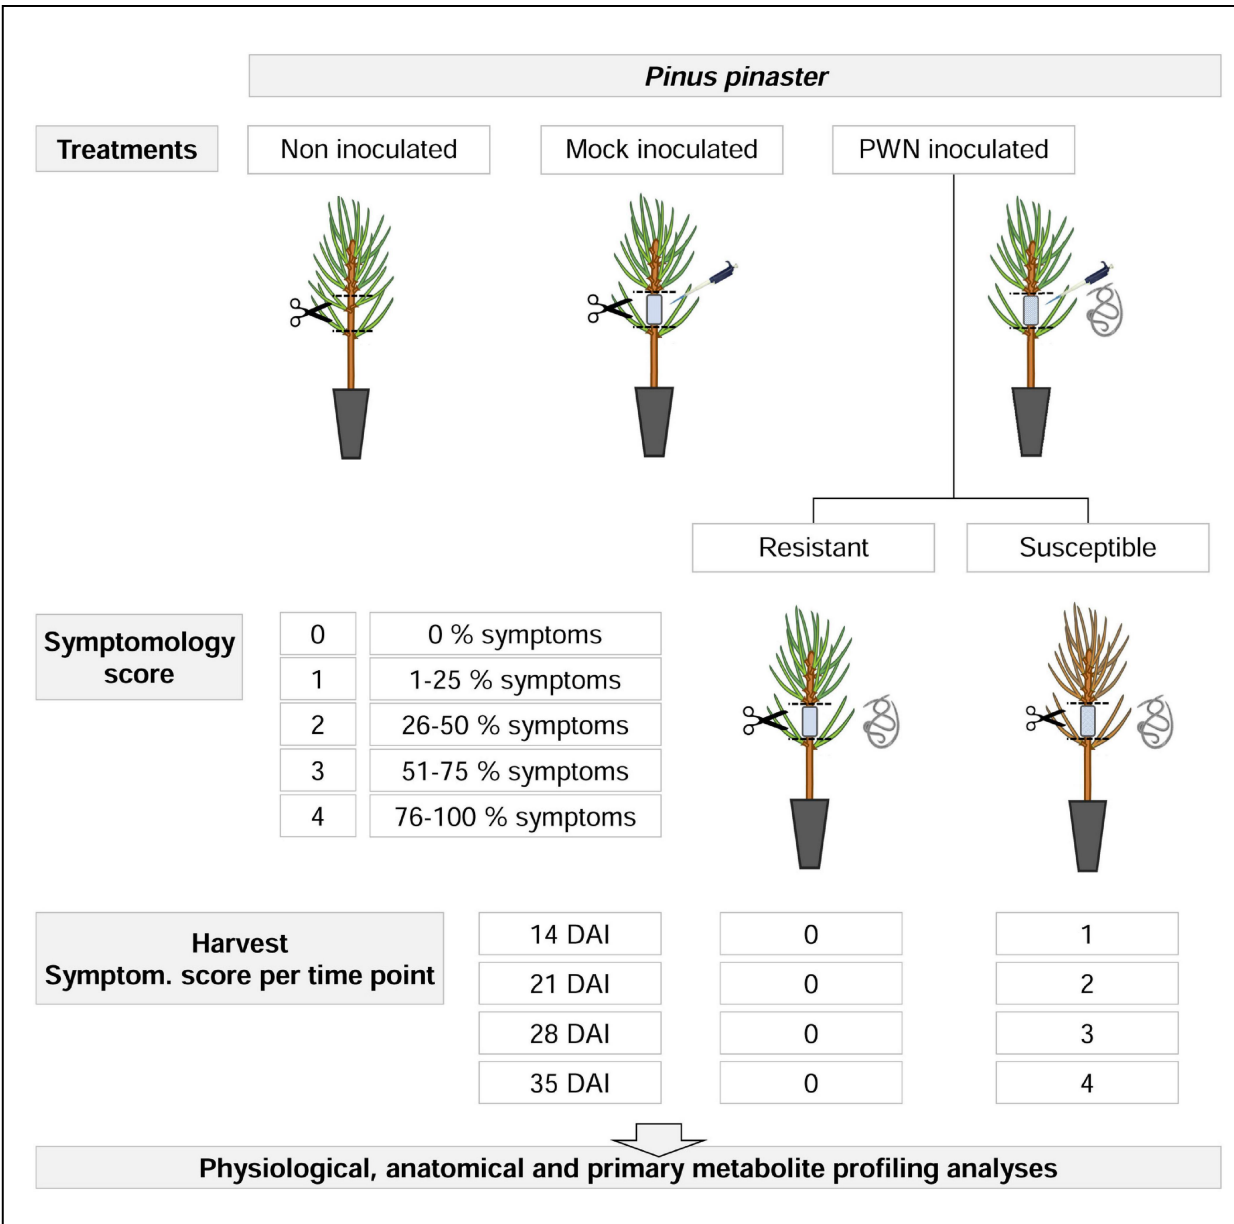 Pinus pinaster
Treatments
Non inoculated
Mock inoculated
PWN inoculated
Resistant
Susceptible
Symptomology
score
0
0 % symptoms
1
1-25 % symptoms
2
26-50 % symptoms
3
51-75 % symptoms
4
76-100 % symptoms
Harvest
Symptom. score per time point
14 DAI
0
1
21 DAI
0
2
28 DAI
0
3
35 DAI
0
4
Physiological, anatomical and primary metabolite profiling analyses